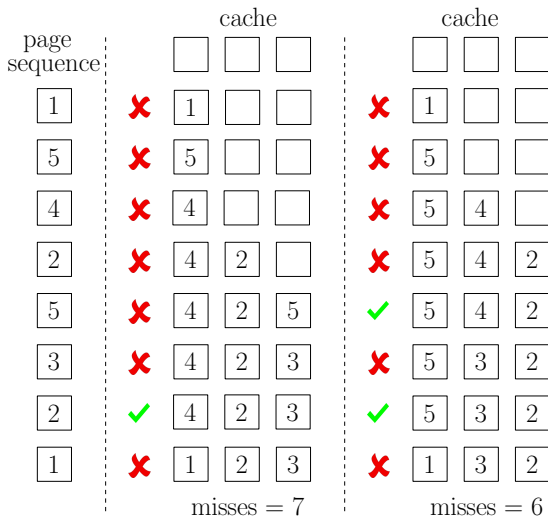 cache cache
page
sequence
1 1 1
5 5 5
4 4 5 4
2 4 2 5 4 2
5 4 2 5 5 4 2
3 4 2 3 5 3 2
2 4 2 3 5 3 2
1 1 2 3 1 3 2
misses = 7 misses = 6